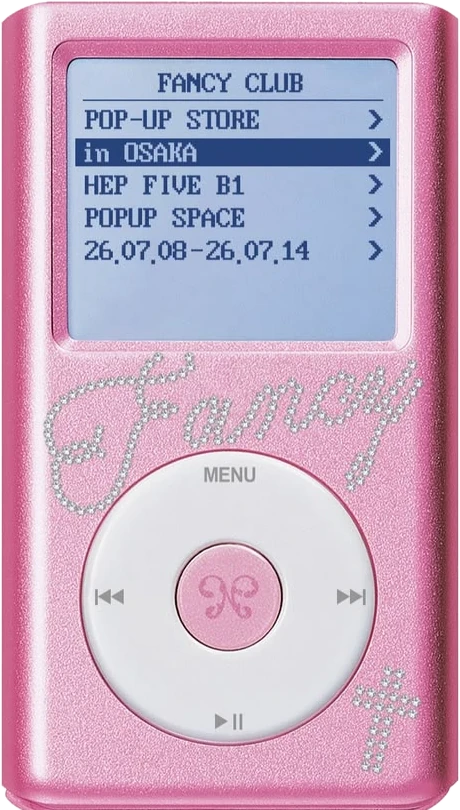 FANCY CLUB
POP-UP STORE
in OSAKA
HEP FIVE B1
POPUP SPACE
26.07.08-26.07.14
Fancy
MENU